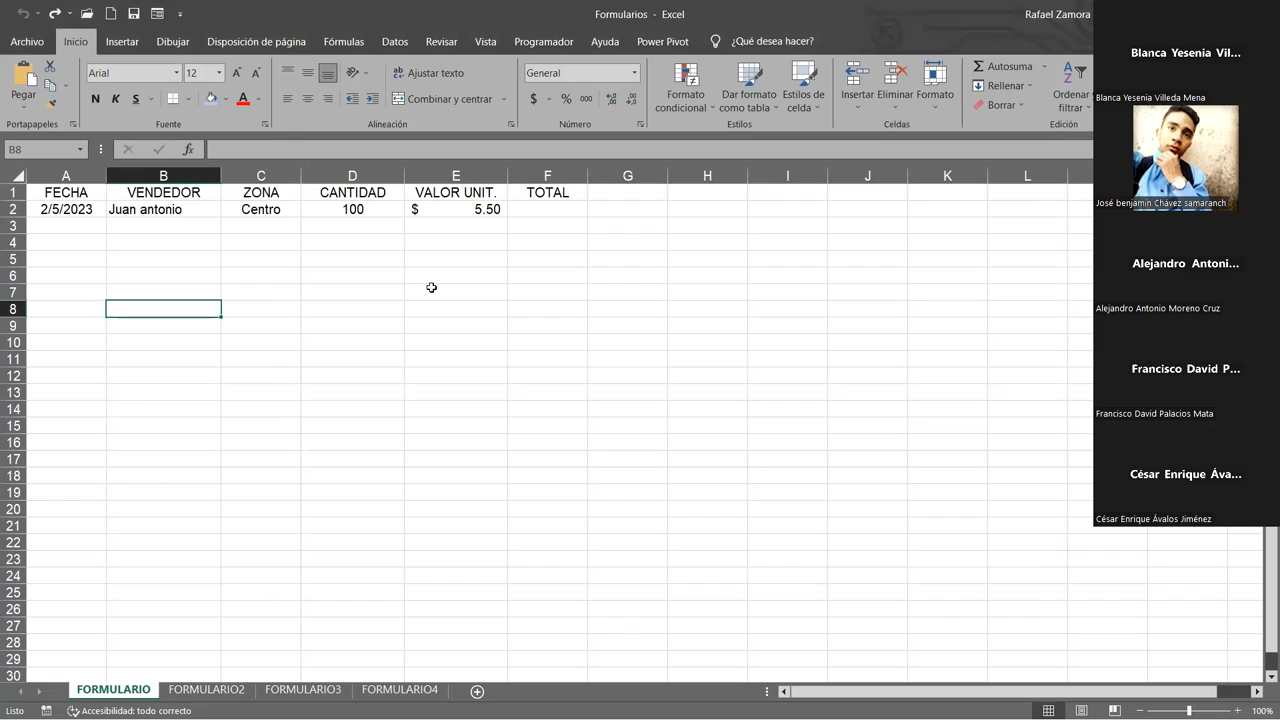 Formularios - Excel
Rafael Zamora
Archivo Inicio Insertar Dibujar Disposición de página Fórmulas Datos Revisar Vista Programador Ayuda Power Pivot ¿Qué desea hacer?
Pegar
Arial 12
N K S
Ajustar texto
Combinar y centrar
General
$ % 000
Formato condicional
Dar formato como tabla
Estilos de celda
Insertar Eliminar Formato
Autosuma
Rellenar
Borrar
Ordenar filtrar
Portapapeles Fuente Alineación Número Estilos Celdas Edición
B8 fx
A B C D E F G H I J K L
1 FECHA VENDEDOR ZONA CANTIDAD VALOR UNIT. TOTAL
2 2/5/2023 Juan antonio Centro 100 $ 5.50
3
4
5
6
7
8
9
10
11
12
13
14
15
16
17
18
19
20
21
22
23
24
25
26
27
28
29
30
FORMULARIO FORMULARIO2 FORMULARIO3 FORMULARIO4
Listo Accesibilidad: todo correcto 100%
Blanca Yesenia Vil...
Blanca Yesenia Villeda Mena
José benjamin Chávez samaranch
Alejandro Antoni...
Alejandro Antonio Moreno Cruz
Francisco David P...
Francisco David Palacios Mata
César Enrique Áva...
César Enrique Ávalos Jiménez